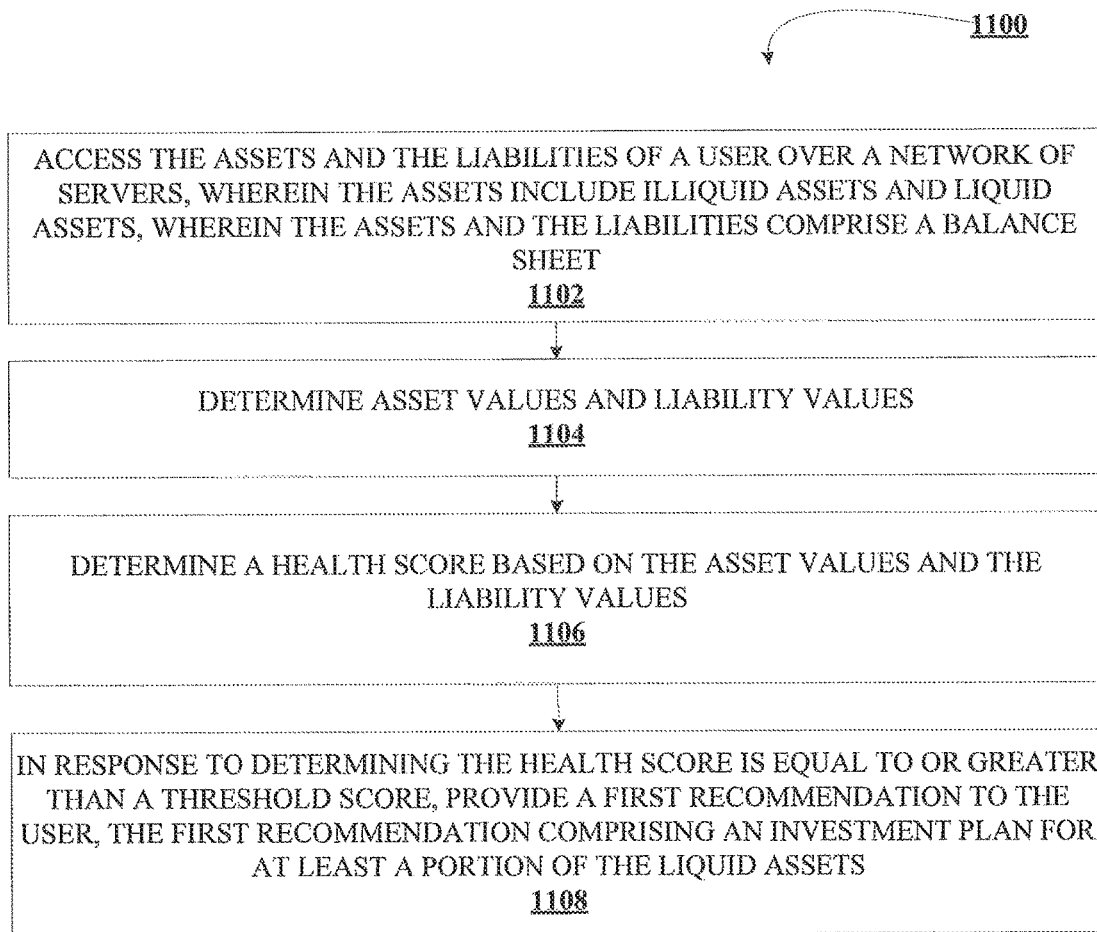 1100
ACCESS THE ASSETS AND THE LIABILITIES OF A USER OVER A NETWORK OF
SERVERS, WHEREIN THE ASSETS INCLUDE ILLIQUID ASSETS AND LIQUID
ASSETS, WHEREIN THE ASSETS AND THE LIABILITIES COMPRISE A BALANCE
SHEET
1102
DETERMINE ASSET VALUES AND LIABILITY VALUES
1104
DETERMINE A HEALTH SCORE BASED ON THE ASSET VALUES AND THE
LIABILITY VALUES
1106
IN RESPONSE TO DETERMINING THE HEALTH SCORE IS EQUAL TO OR GREATER
THAN A THRESHOLD SCORE, PROVIDE A FIRST RECOMMENDATION TO THE
USER, THE FIRST RECOMMENDATION COMPRISING AN INVESTMENT PLAN FOR
AT LEAST A PORTION OF THE LIQUID ASSETS
1108